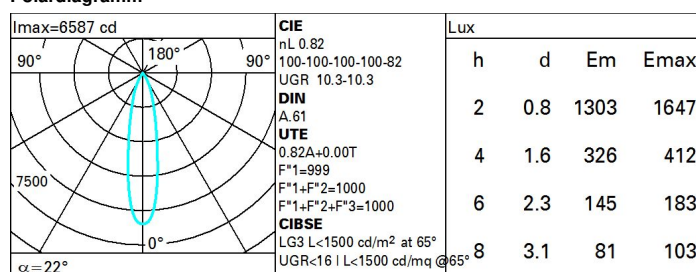 Imax=6587 cd
90°
180°
90°
7500
0°
α=22°
CIE
nL 0.82
100-100-100-100-82
UGR 10.3-10.3
DIN
A.61
UTE
0.82A+0.00T
F"1=999
F"1+F"2=1000
F"1+F"2+F"3=1000
CIBSE
LG3 L<1500 cd/m² at 65°
UGR<16 | L<1500 cd/mq @65°
Lux
h d Em Emax
2 0.8 1303 1647
4 1.6 326 412
6 2.3 145 183
8 3.1 81 103